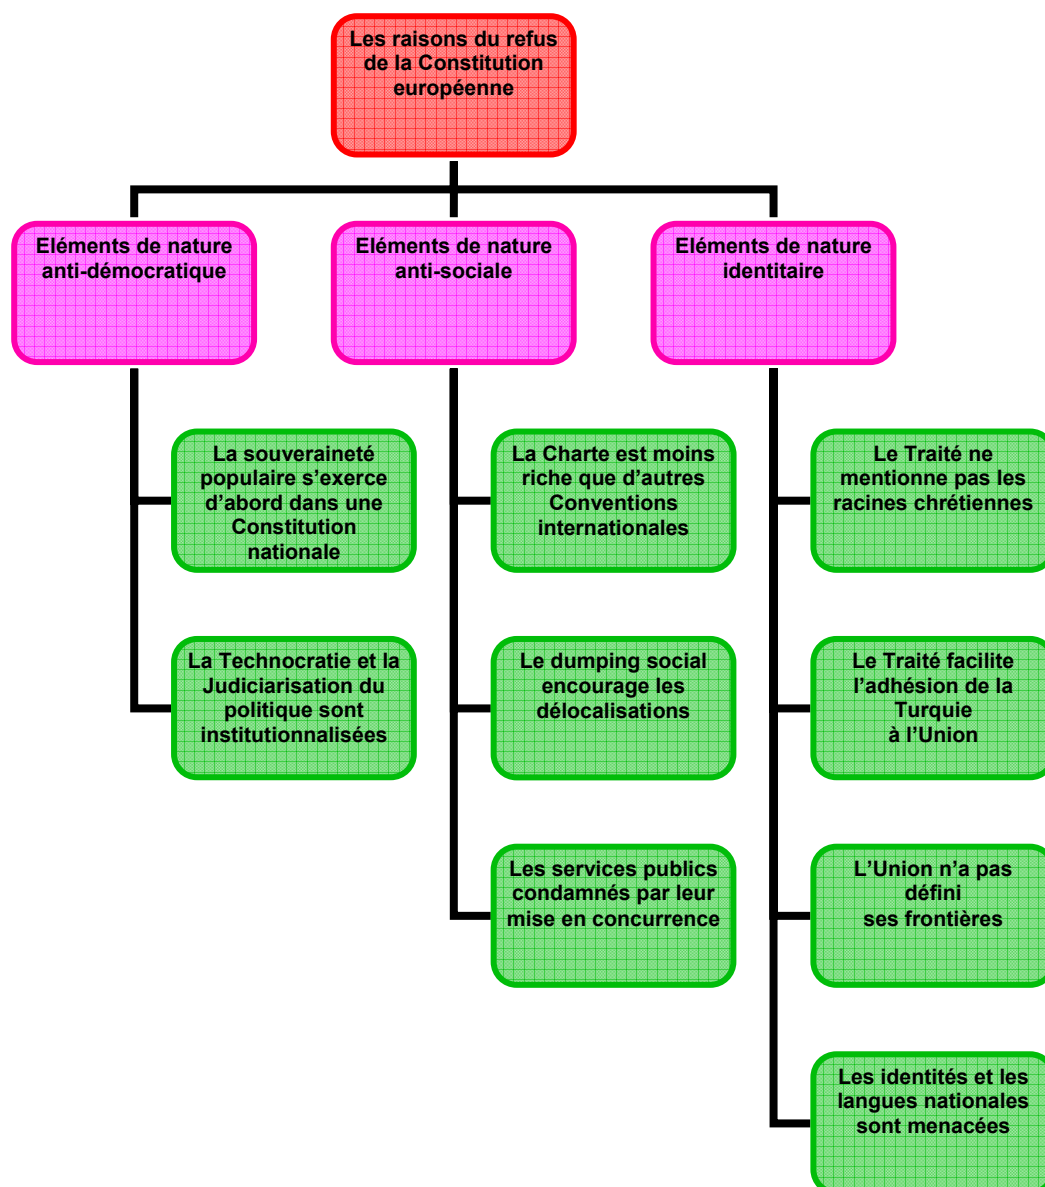 Les raisons du refus
de la Constitution
européenne
Eléments de nature
anti-démocratique
Eléments de nature
anti-sociale
Eléments de nature
identitaire
La souveraineté
populaire s’exerce
d’abord dans une
Constitution
nationale
La Technocratie et la
Judiciarisation du
politique sont
institutionnalisées
La Charte est moins
riche que d’autres
Conventions
internationales
Le dumping social
encourage les
délocalisations
Les services publics
condamnés par leur
mise en concurrence
Le Traité ne
mentionne pas les
racines chrétiennes
Le Traité facilite
l’adhésion de la
Turquie
à l’Union
L’Union n’a pas
défini
ses frontières
Les identités et les
langues nationales
sont menacées